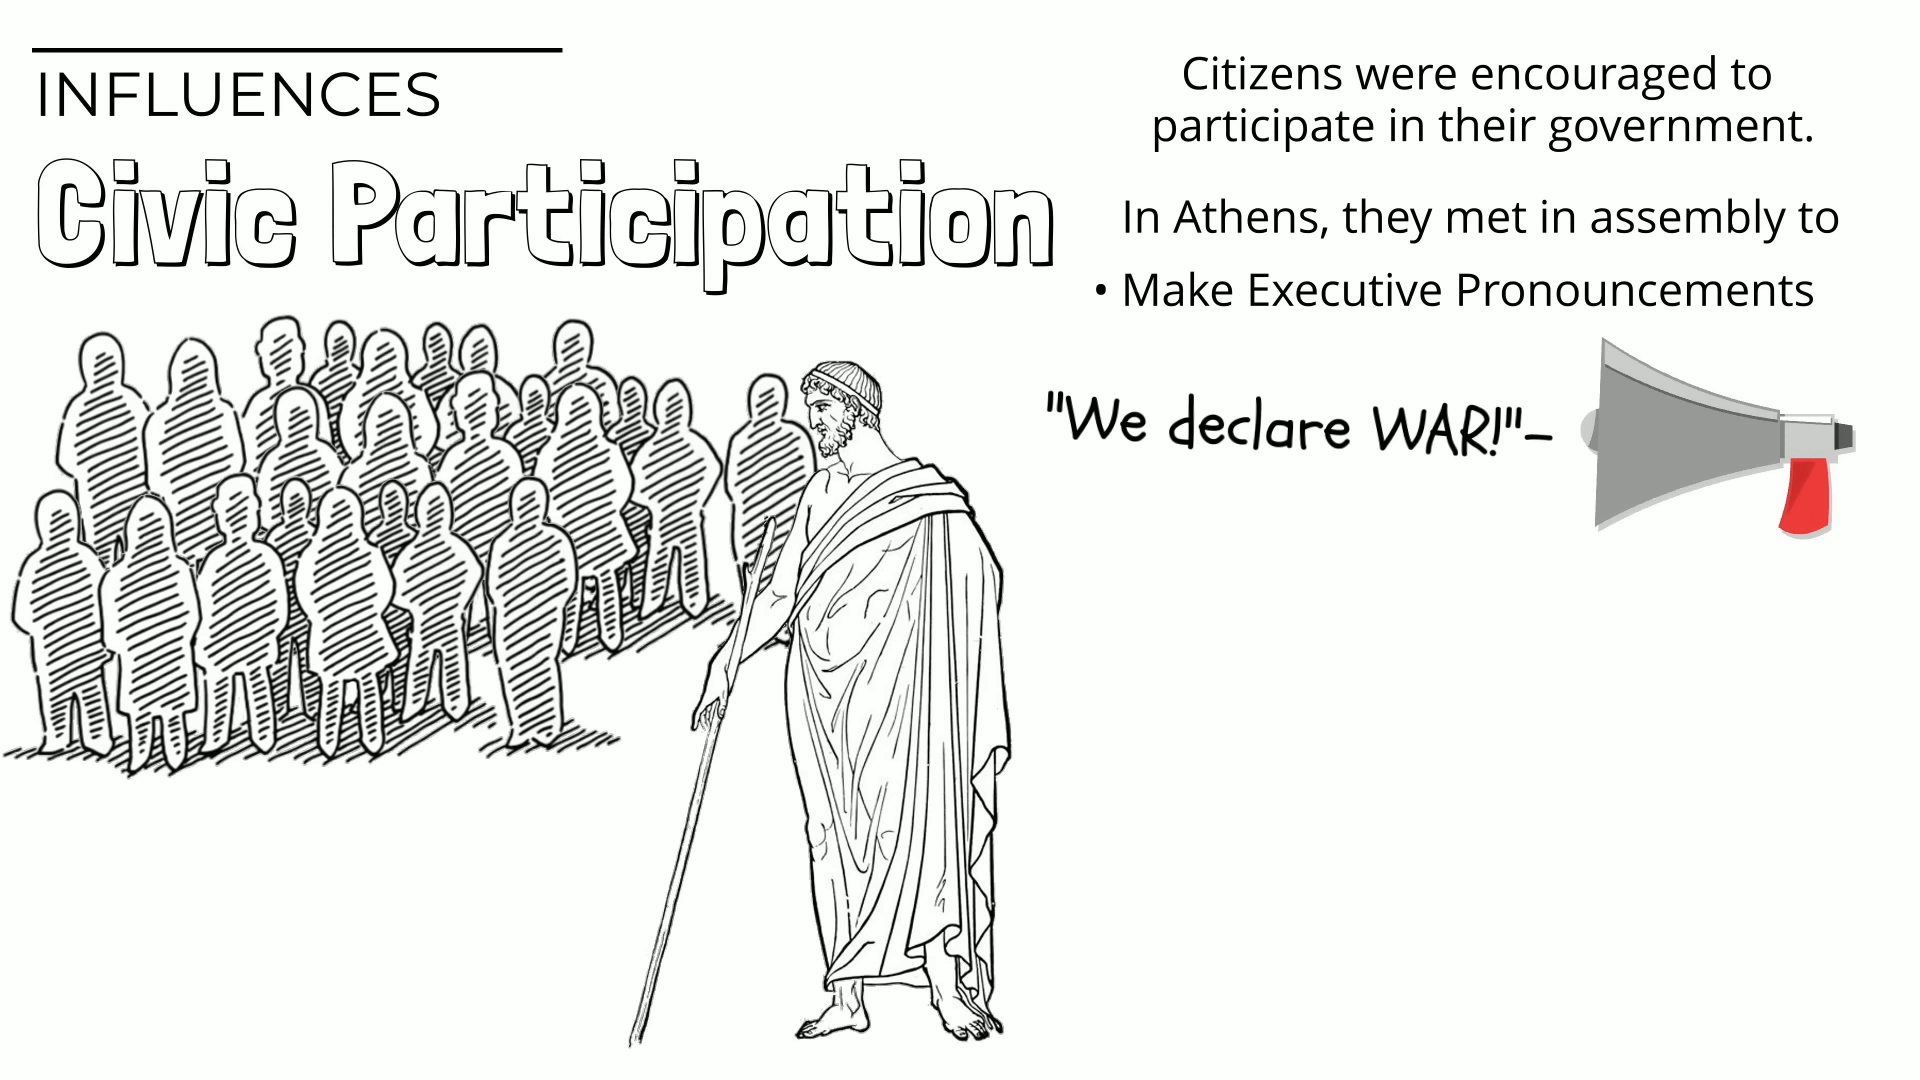 INFLUENCES
Civic Participation
Citizens were encouraged to
participate in their government.
In Athens, they met in assembly to
• Make Executive Pronouncements
"We declare WAR!"–